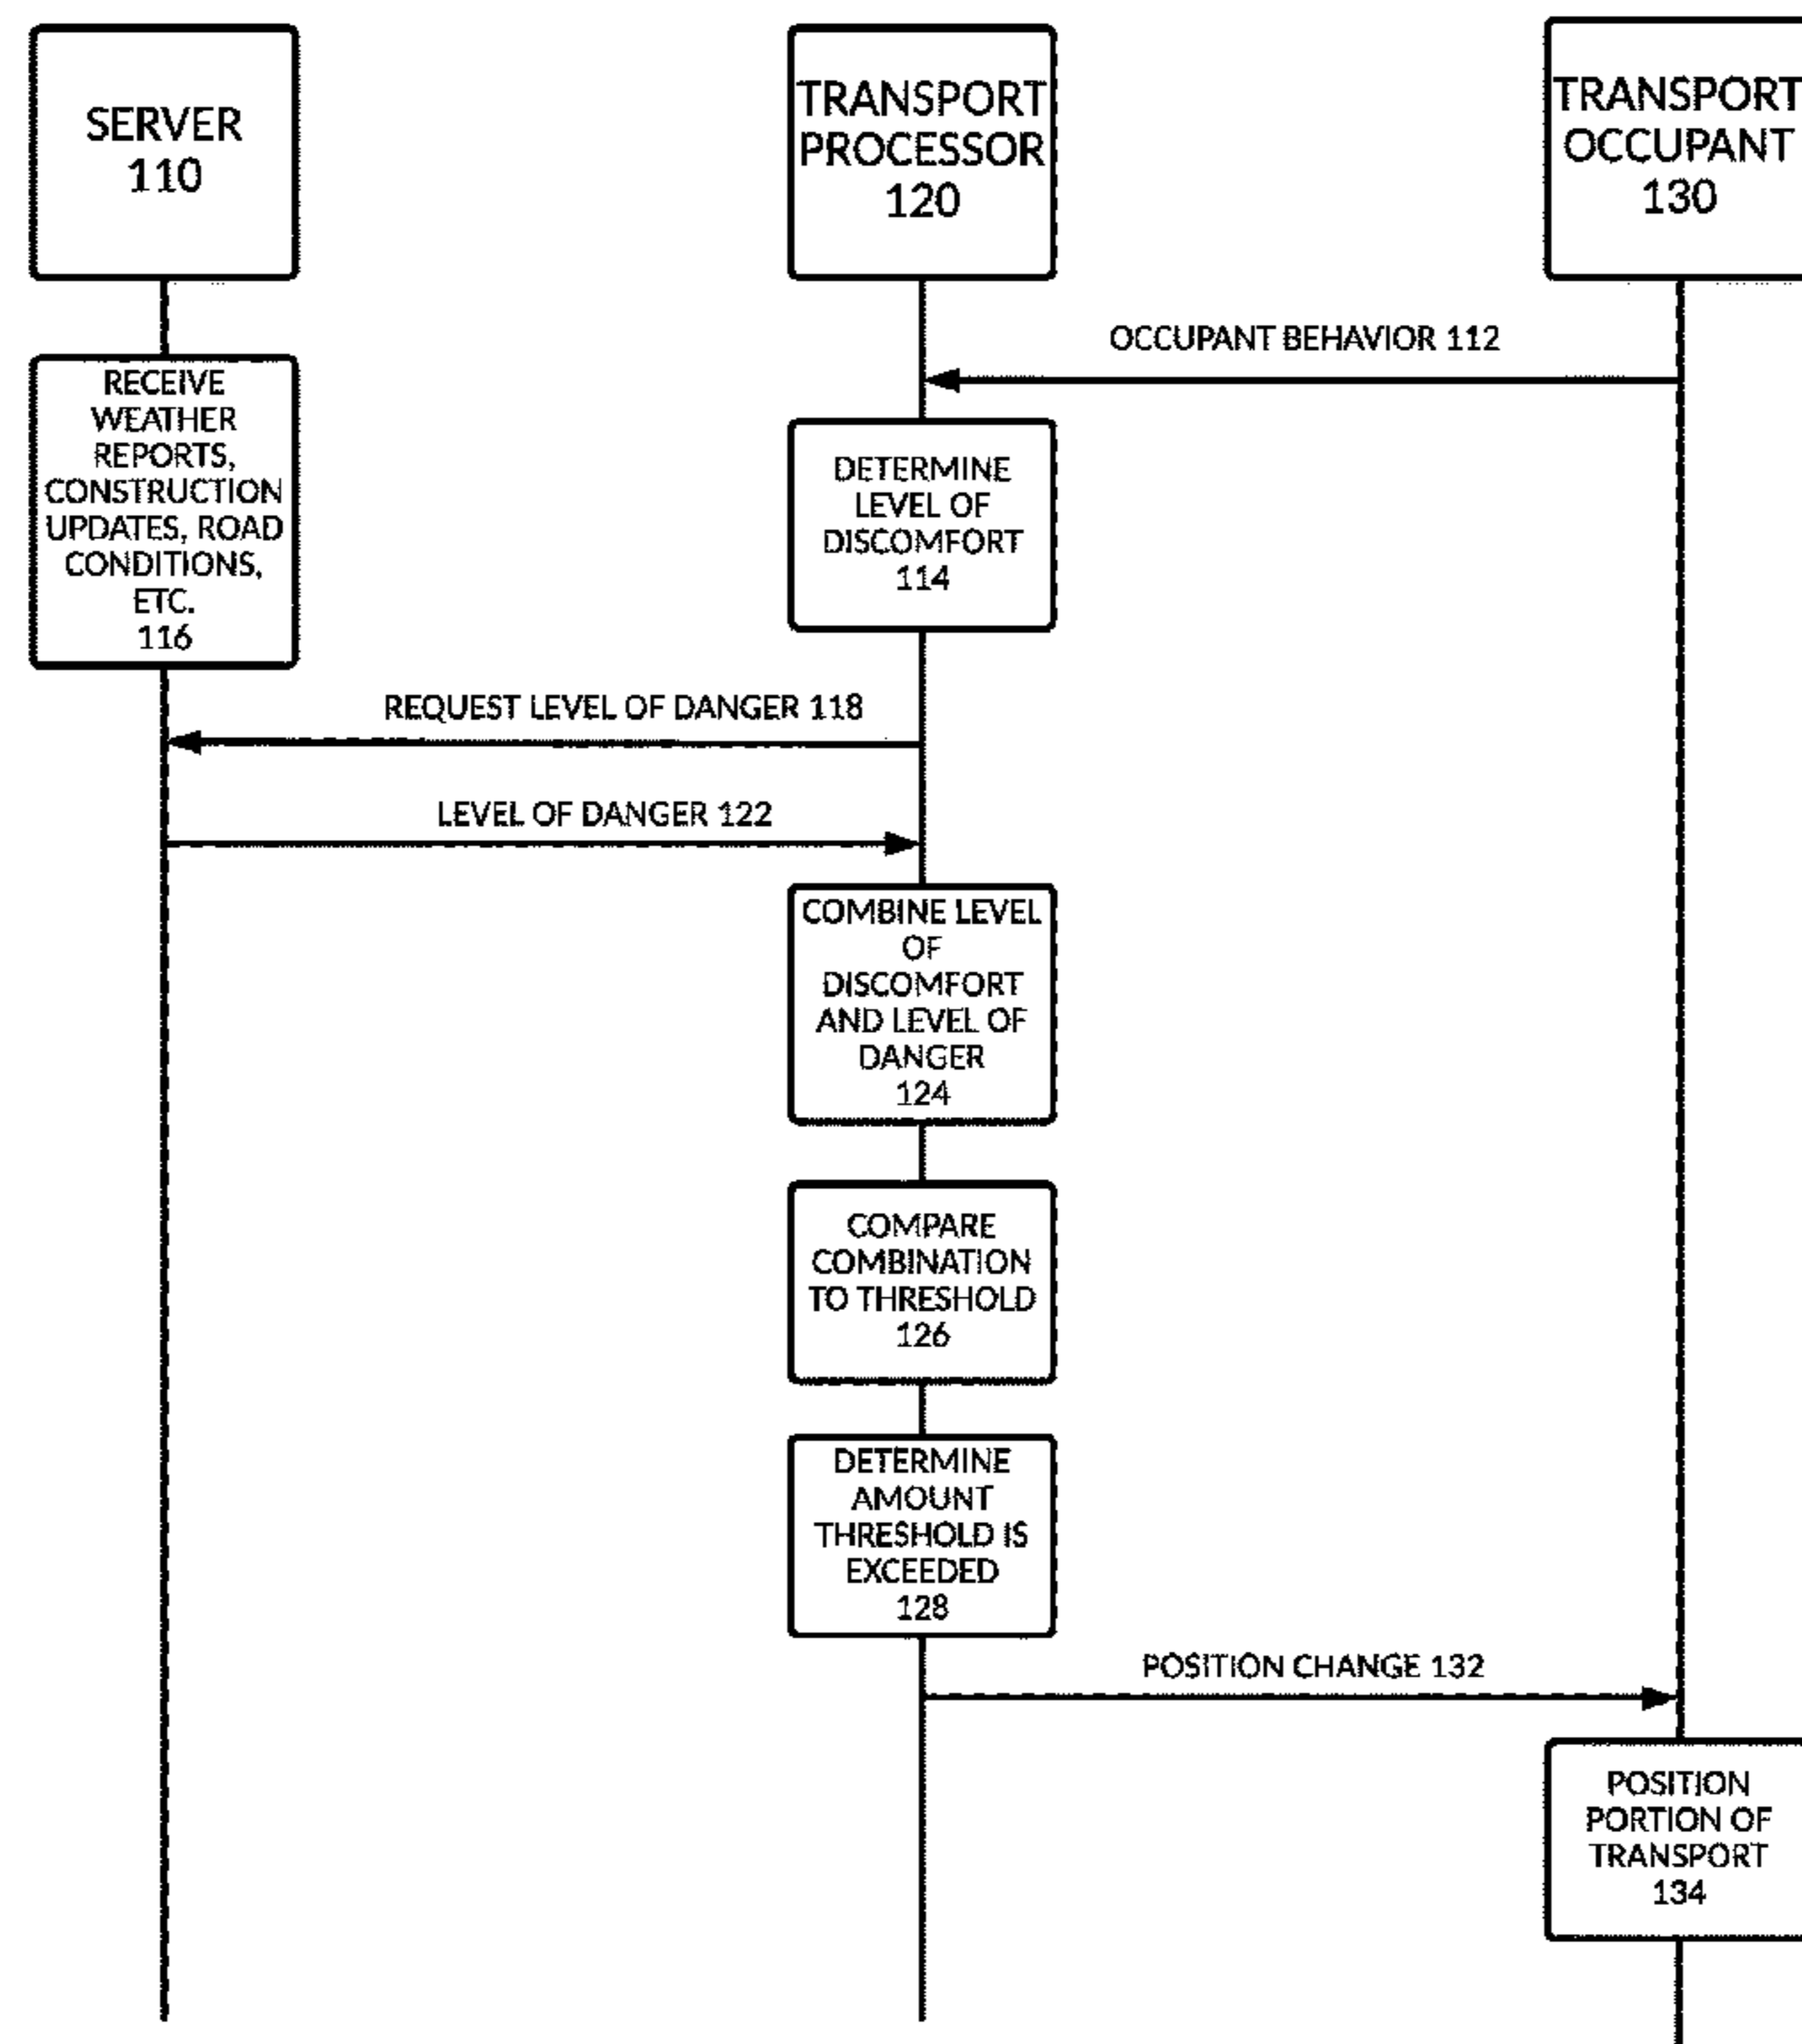 SERVER
110
TRANSPORT
PROCESSOR
120
TRANSPORT
OCCUPANT
130
OCCUPANT BEHAVIOR 112
RECEIVE
WEATHER
REPORTS,
CONSTRUCTION
UPDATES, ROAD
CONDITIONS,
ETC.
116
DETERMINE
LEVEL OF
DISCOMFORT
114
REQUEST LEVEL OF DANGER 118
LEVEL OF DANGER 122
COMBINE LEVEL
OF
DISCOMFORT
AND LEVEL OF
DANGER
124
COMPARE
COMBINATION
TO THRESHOLD
126
DETERMINE
AMOUNT
THRESHOLD IS
EXCEEDED
128
POSITION CHANGE 132
POSITION
PORTION OF
TRANSPORT
134